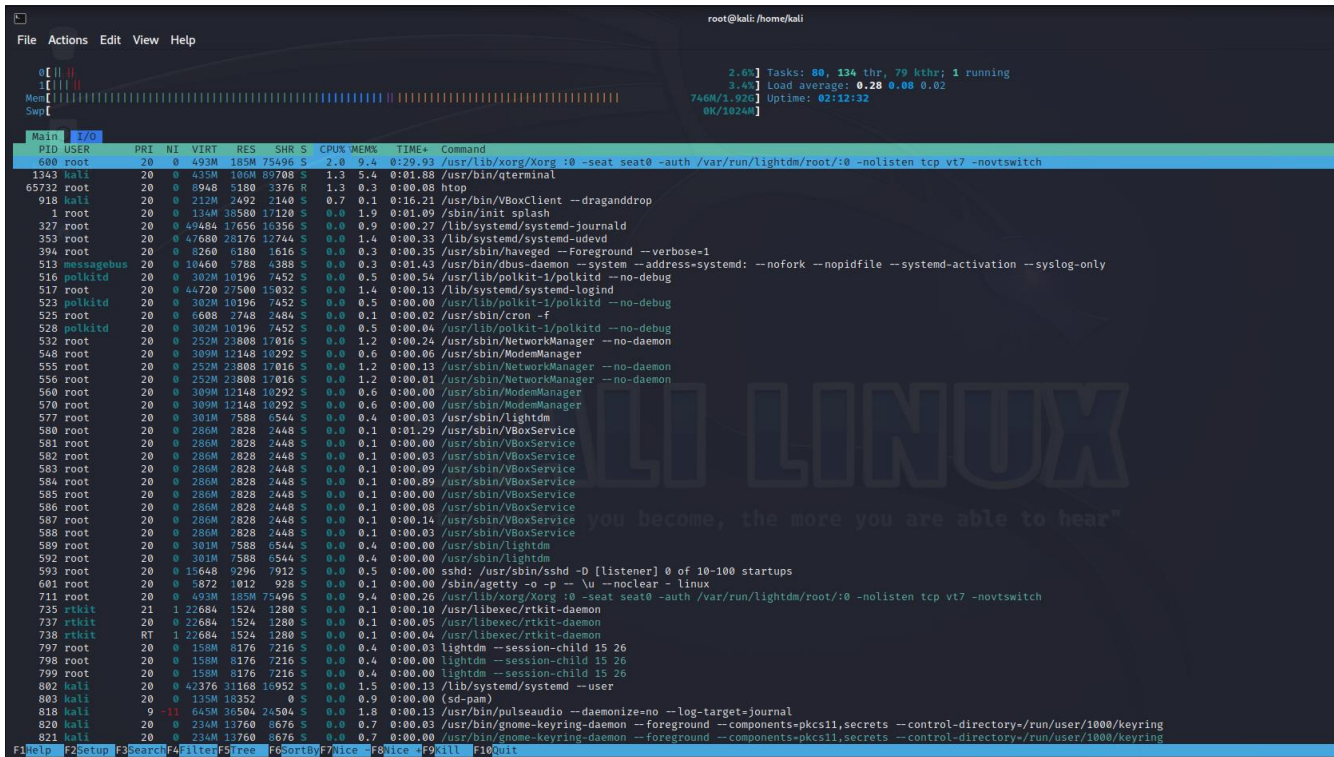 root@kali: /home/kali
File Actions Edit View Help
0[|| || 2.6%] Tasks: 80, 134 thr, 79 kthr; 1 running
1[||| || 3.4%] Load average: 0.28 0.08 0.02
Mem[ 746M/1.92G] Uptime: 02:12:32
Swp[ 0K/1024M]
Main I/O
PID USER PRI NI VIRT RES SHR S CPU% MEM% TIME+ Command
600 root 20 0 493M 185M 75496 S 2.0 9.4 0:29.93 /usr/lib/xorg/Xorg :0 -seat seat0 -auth /var/run/lightdm/root/:0 -nolisten tcp vt7 -novtswitch
1343 kali 20 0 435M 106M 89708 S 1.3 5.4 0:01.88 /usr/bin/qterminal
65732 root 20 0 8948 5180 3376 R 1.3 0.3 0:00.08 htop
918 kali 20 0 212M 2492 2140 S 0.7 0.1 0:16.21 /usr/bin/VBoxClient --draganddrop
1 root 20 0 134M 38580 17120 S 0.0 1.9 0:01.09 /sbin/init splash
327 root 20 0 49484 17656 16356 S 0.0 0.9 0:00.27 /lib/systemd/systemd-journald
353 root 20 0 47680 28176 12744 S 0.0 1.4 0:00.33 /lib/systemd/systemd-udevd
394 root 20 0 8260 6180 1616 S 0.0 0.3 0:00.35 /usr/sbin/haveged --Foreground --verbose=1
513 messagebus 20 0 10460 5788 4388 S 0.0 0.3 0:01.43 /usr/bin/dbus-daemon --system --address=systemd: --nofork --nopidfile --systemd-activation --syslog-only
516 polkitd 20 0 302M 10196 7452 S 0.0 0.5 0:00.54 /usr/lib/polkit-1/polkitd --no-debug
517 root 20 0 44720 27500 15032 S 0.0 1.4 0:00.13 /lib/systemd/systemd-logind
523 polkitd 20 0 302M 10196 7452 S 0.0 0.5 0:00.00 /usr/lib/polkit-1/polkitd --no-debug
525 root 20 0 6608 2748 2484 S 0.0 0.1 0:00.02 /usr/sbin/cron -f
528 polkitd 20 0 302M 10196 7452 S 0.0 0.5 0:00.04 /usr/lib/polkit-1/polkitd --no-debug
532 root 20 0 252M 23808 17016 S 0.0 1.2 0:00.24 /usr/sbin/NetworkManager --no-daemon
548 root 20 0 309M 12148 10292 S 0.0 0.6 0:00.06 /usr/sbin/ModemManager
555 root 20 0 252M 23808 17016 S 0.0 1.2 0:00.13 /usr/sbin/NetworkManager --no-daemon
556 root 20 0 252M 23808 17016 S 0.0 1.2 0:00.01 /usr/sbin/NetworkManager --no-daemon
560 root 20 0 309M 12148 10292 S 0.0 0.6 0:00.00 /usr/sbin/ModemManager
570 root 20 0 309M 12148 10292 S 0.0 0.6 0:00.00 /usr/sbin/ModemManager
577 root 20 0 301M 7588 6544 S 0.0 0.4 0:00.03 /usr/sbin/lightdm
580 root 20 0 286M 2828 2448 S 0.0 0.1 0:01.29 /usr/sbin/VBoxService
581 root 20 0 286M 2828 2448 S 0.0 0.1 0:00.00 /usr/sbin/VBoxService
582 root 20 0 286M 2828 2448 S 0.0 0.1 0:00.03 /usr/sbin/VBoxService
583 root 20 0 286M 2828 2448 S 0.0 0.1 0:00.09 /usr/sbin/VBoxService
584 root 20 0 286M 2828 2448 S 0.0 0.1 0:00.89 /usr/sbin/VBoxService
585 root 20 0 286M 2828 2448 S 0.0 0.1 0:00.00 /usr/sbin/VBoxService
586 root 20 0 286M 2828 2448 S 0.0 0.1 0:00.08 /usr/sbin/VBoxService
587 root 20 0 286M 2828 2448 S 0.0 0.1 0:00.14 /usr/sbin/VBoxService
588 root 20 0 286M 2828 2448 S 0.0 0.1 0:00.03 /usr/sbin/VBoxService
589 root 20 0 301M 7588 6544 S 0.0 0.4 0:00.00 /usr/sbin/lightdm
592 root 20 0 301M 7588 6544 S 0.0 0.4 0:00.00 /usr/sbin/lightdm
593 root 20 0 15648 9296 7912 S 0.0 0.5 0:00.00 sshd: /usr/sbin/sshd -D [listener] 0 of 10-100 startups
601 root 20 0 5872 1012 928 S 0.0 0.1 0:00.00 /sbin/agetty -o -p -- \u --noclear - linux
711 root 20 0 493M 185M 75496 S 0.0 9.4 0:00.26 /usr/lib/xorg/Xorg :0 -seat seat0 -auth /var/run/lightdm/root/:0 -nolisten tcp vt7 -novtswitch
735 rtkit 21 1 22684 1524 1280 S 0.0 0.1 0:00.10 /usr/libexec/rtkit-daemon
737 rtkit 20 0 22684 1524 1280 S 0.0 0.1 0:00.05 /usr/libexec/rtkit-daemon
738 rtkit RT 1 22684 1524 1280 S 0.0 0.1 0:00.04 /usr/libexec/rtkit-daemon
797 root 20 0 158M 8176 7216 S 0.0 0.4 0:00.03 lightdm --session-child 15 26
798 root 20 0 158M 8176 7216 S 0.0 0.4 0:00.00 lightdm --session-child 15 26
799 root 20 0 158M 8176 7216 S 0.0 0.4 0:00.00 lightdm --session-child 15 26
802 kali 20 0 42376 31168 16952 S 0.0 1.5 0:00.13 /lib/systemd/systemd --user
803 kali 20 0 135M 18352 0 S 0.0 0.9 0:00.00 (sd-pam)
818 kali 9 -11 645M 36504 24504 S 0.0 1.8 0:00.13 /usr/bin/pulseaudio --daemonize=no --log-target=journal
820 kali 20 0 234M 13760 8676 S 0.0 0.7 0:00.03 /usr/bin/gnome-keyring-daemon --foreground --components=pkcs11,secrets --control-directory=/run/user/1000/keyring
821 kali 20 0 234M 13760 8676 S 0.0 0.7 0:00.00 /usr/bin/gnome-keyring-daemon --foreground --components=pkcs11,secrets --control-directory=/run/user/1000/keyring
F1Help F2Setup F3Search F4Filter F5Tree F6SortBy F7Nice - F8Nice + F9Kill F10Quit
KALI LINUX
you become, the more you are able to hear"